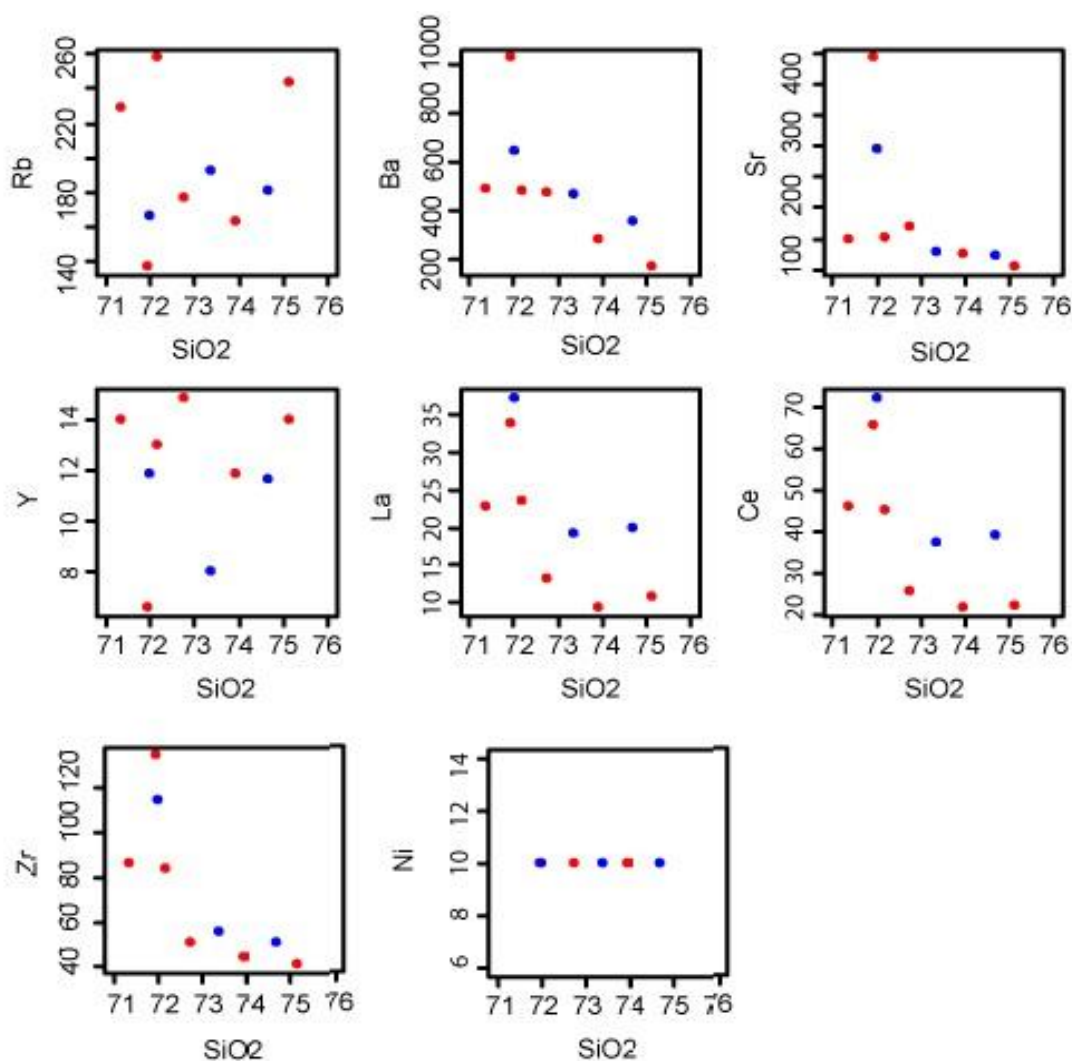 Rb
140 180 220 260
71 72 73 74 75 76
SiO2
Ba
200 400 600 800 1000
71 72 73 74 75 76
SiO2
Sr
100 200 300 400
71 72 73 74 75 76
SiO2
Y
8 10 12 14
71 72 73 74 75 76
SiO2
La
10 15 20 25 30 35
71 72 73 74 75 76
SiO2
Ce
20 30 40 50 60 70
71 72 73 74 75 76
SiO2
Zr
40 60 80 100 120
71 72 73 74 75 76
SiO2
Ni
6 8 10 12 14
71 72 73 74 75 76
SiO2